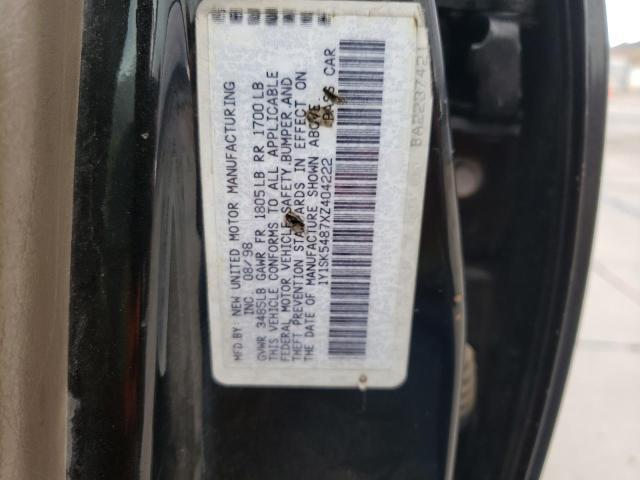 MFD.BY: NEW UNITED MOTOR MANUFACTURING
INC. 08/98
GVWR 3485LB GAWR FR 1805LB RR 1700LB
THIS VEHICLE CONFORMS TO ALL APPLICABLE
FEDERAL MOTOR VEHICLE SAFETY,BUMPER,AND
THEFT PREVENTION STANDARDS IN EFFECT ON
THE DATE OF MANUFACTURE SHOWN ABOVE.
1Y1SK5487XZ404222 PASS CAR